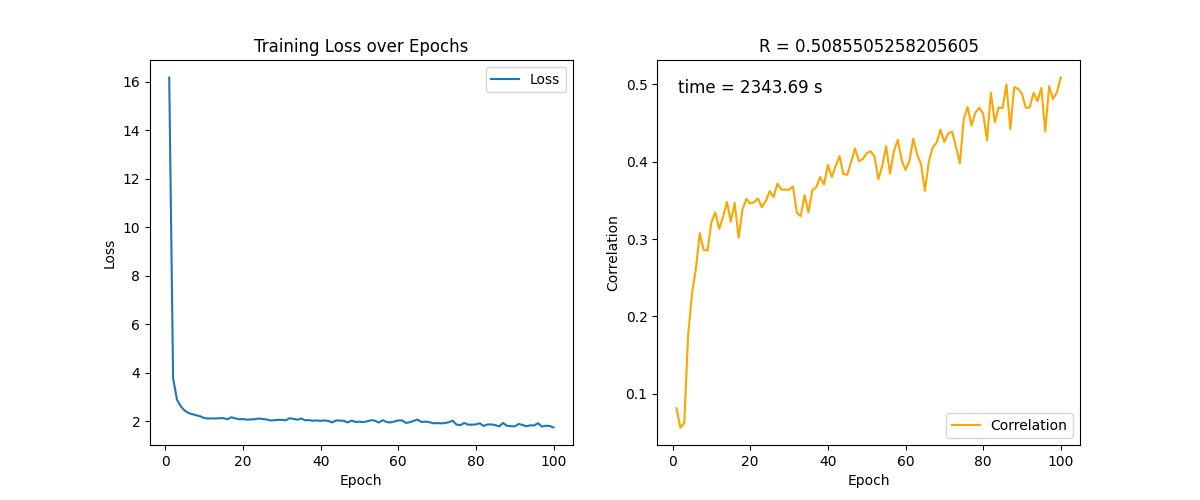 Training Loss over Epochs
Loss
16
14
12
10
8
6
4
2
Loss
0 20 40 60 80 100
Epoch
R = 0.5085505258205605
time = 2343.69 s
0.5
0.4
0.3
0.2
0.1
Correlation
Correlation
0 20 40 60 80 100
Epoch